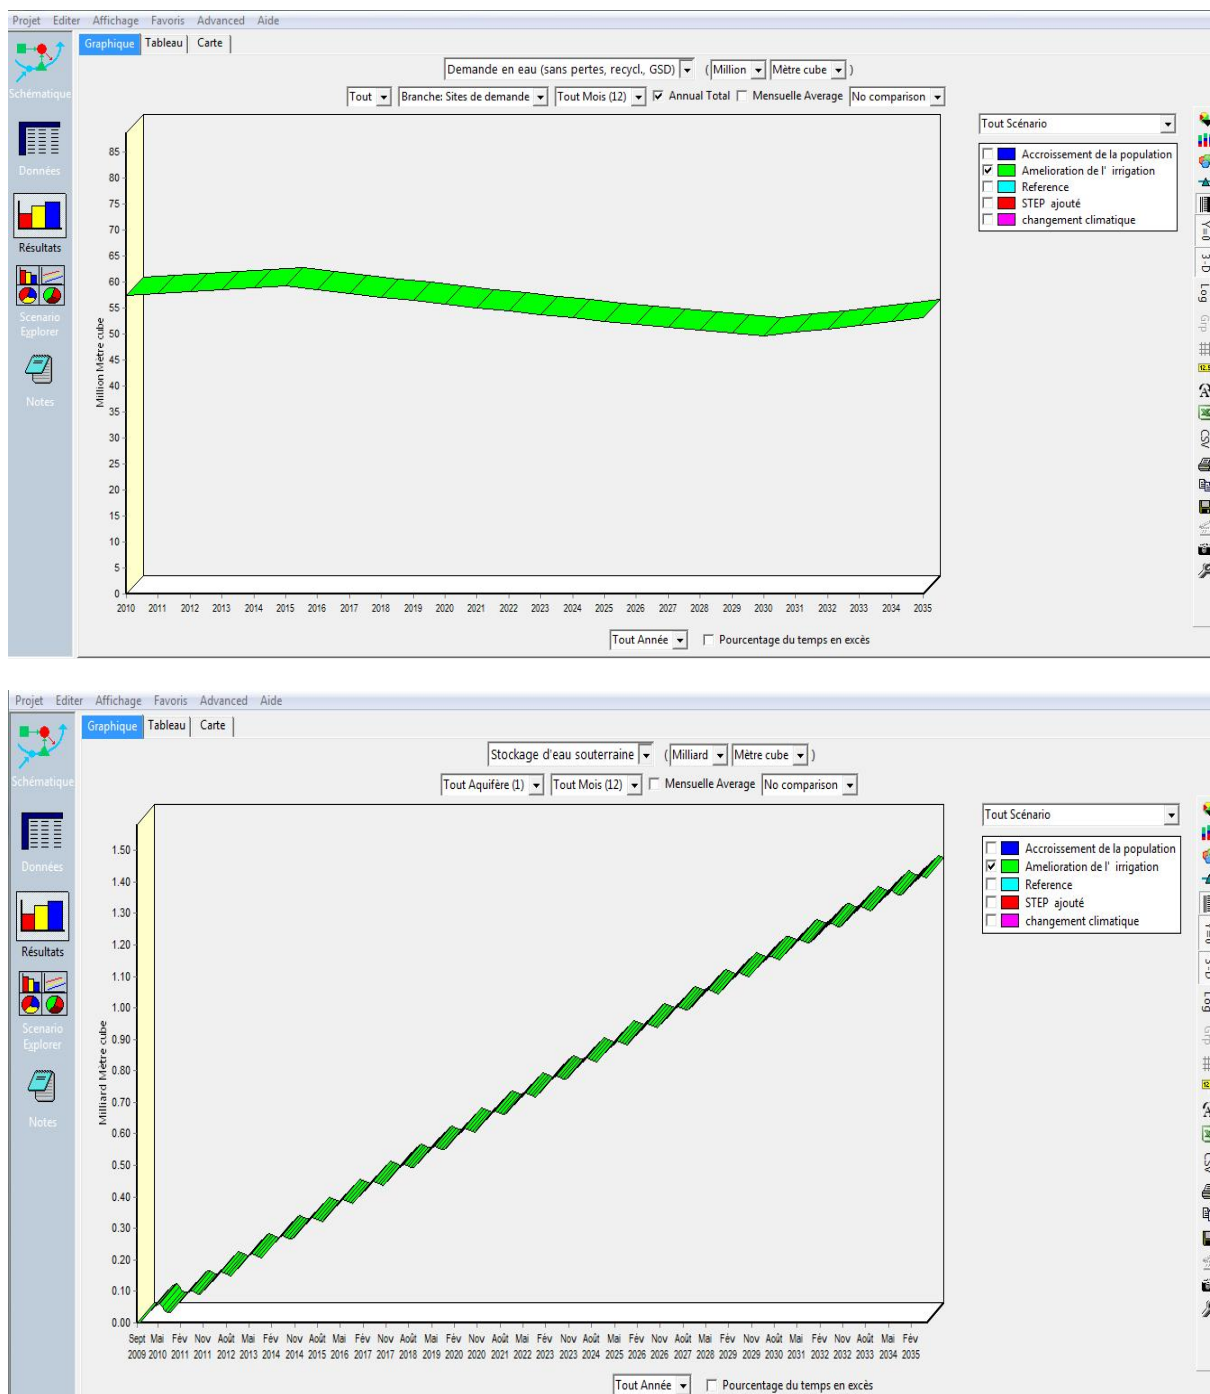 Projet Editer Affichage Favoris Advanced Aide
Graphique Tableau Carte
Demande en eau (sans pertes, recycl., GSD) ( Million Mètre cube )
Tout Branche: Sites de demande Tout Mois (12) Annual Total Mensuelle Average No comparison
Schématique
Données
Résultats
Scenario
Explorer
Notes
Tout Scénario
Accroissement de la population
Amelioration de l' irrigation
Reference
STEP ajouté
changement climatique
Million Mètre cube
85
80
75
70
65
60
55
50
45
40
35
30
25
20
15
10
5
0
2010 2011 2012 2013 2014 2015 2016 2017 2018 2019 2020 2021 2022 2023 2024 2025 2026 2027 2028 2029 2030 2031 2032 2033 2034 2035
Tout Année Pourcentage du temps en excès
Y=0
3-D
Log
Grp
CSV
Projet Editer Affichage Favoris Advanced Aide
Graphique Tableau Carte
Stockage d'eau souterraine ( Milliard Mètre cube )
Tout Aquifère (1) Tout Mois (12) Mensuelle Average No comparison
Schématique
Données
Résultats
Scenario
Explorer
Notes
Tout Scénario
Accroissement de la population
Amelioration de l' irrigation
Reference
STEP ajouté
changement climatique
Milliard Mètre cube
1.50
1.40
1.30
1.20
1.10
1.00
0.90
0.80
0.70
0.60
0.50
0.40
0.30
0.20
0.10
0.00
Sept Mai Fév Nov Août Mai Fév Nov Août Mai Fév Nov Août Mai Fév Nov Août Mai Fév Nov Août Mai Fév Nov Août Mai Fév Nov Août Mai Fév Nov Août Mai Fév
2009 2010 2011 2011 2012 2013 2014 2014 2015 2016 2017 2017 2018 2019 2020 2020 2021 2022 2023 2023 2024 2025 2026 2026 2027 2028 2029 2029 2030 2031 2032 2032 2033 2034 2035
Tout Année Pourcentage du temps en excès
Log
Grp
CSV